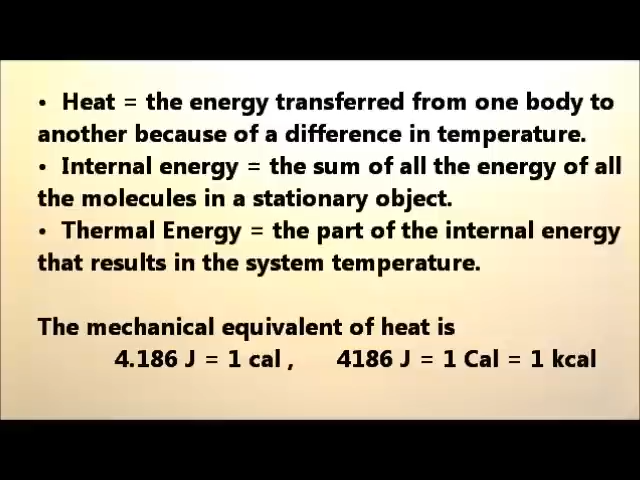 • Heat = the energy transferred from one body to
another because of a difference in temperature.
• Internal energy = the sum of all the energy of all
the molecules in a stationary object.
• Thermal Energy = the part of the internal energy
that results in the system temperature.
The mechanical equivalent of heat is
4.186 J = 1 cal , 4186 J = 1 Cal = 1 kcal